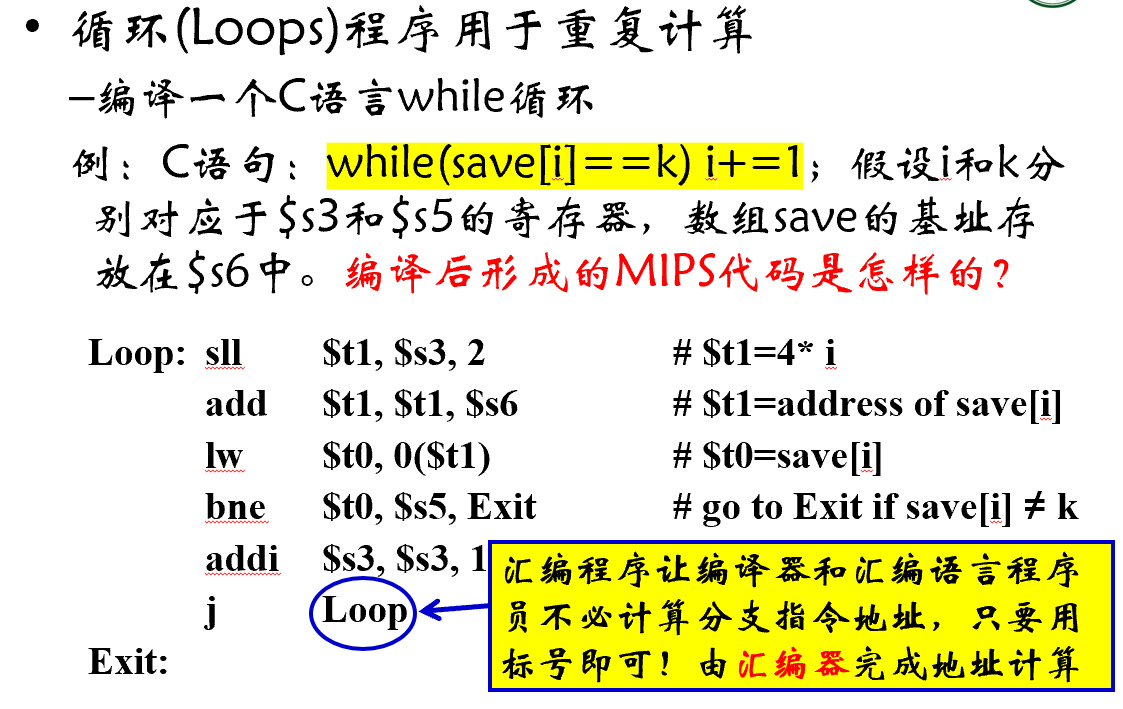 • 循环(Loops)程序用于重复计算
–编译一个C语言while循环
例：C语句：while(save[i]==k) i+=1；假设i和k分
别对应于$s3和$s5的寄存器，数组save的基址存
放在$s6中。编译后形成的MIPS代码是怎样的？
Loop: sll $t1, $s3, 2 # $t1=4* i
add $t1, $t1, $s6 # $t1=address of save[i]
lw $t0, 0($t1) # $t0=save[i]
bne $t0, $s5, Exit # go to Exit if save[i] ≠ k
addi $s3, $s3, 1
j Loop
Exit:
汇编程序让编译器和汇编语言程序
员不必计算分支指令地址，只要用
标号即可！由汇编器完成地址计算